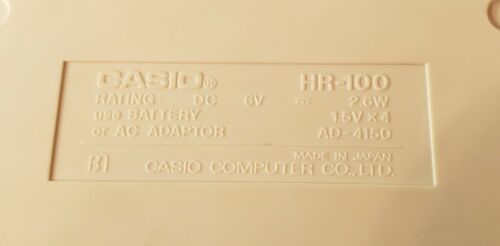 CASIO® HR-100
RATING: DC 6V ⎓ 2.6W
use BATTERY 1.5V×4
or AC ADAPTOR AD-4150
MADE IN JAPAN
CASIO COMPUTER CO., LTD.